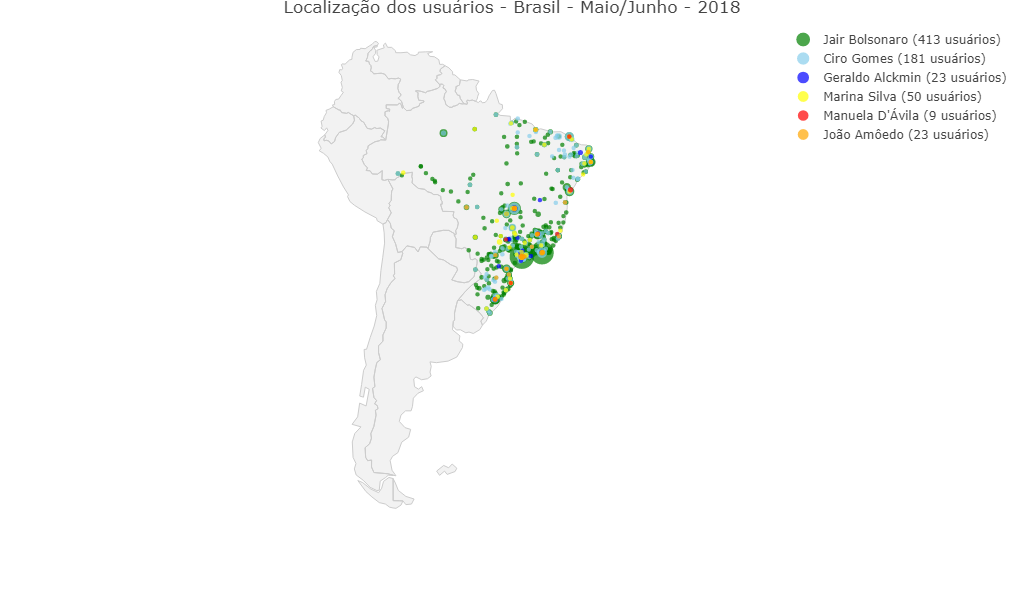 Localização dos usuários - Brasil - Maio/Junho - 2018
Jair Bolsonaro (413 usuários)
Ciro Gomes (181 usuários)
Geraldo Alckmin (23 usuários)
Marina Silva (50 usuários)
Manuela D'Ávila (9 usuários)
João Amôedo (23 usuários)